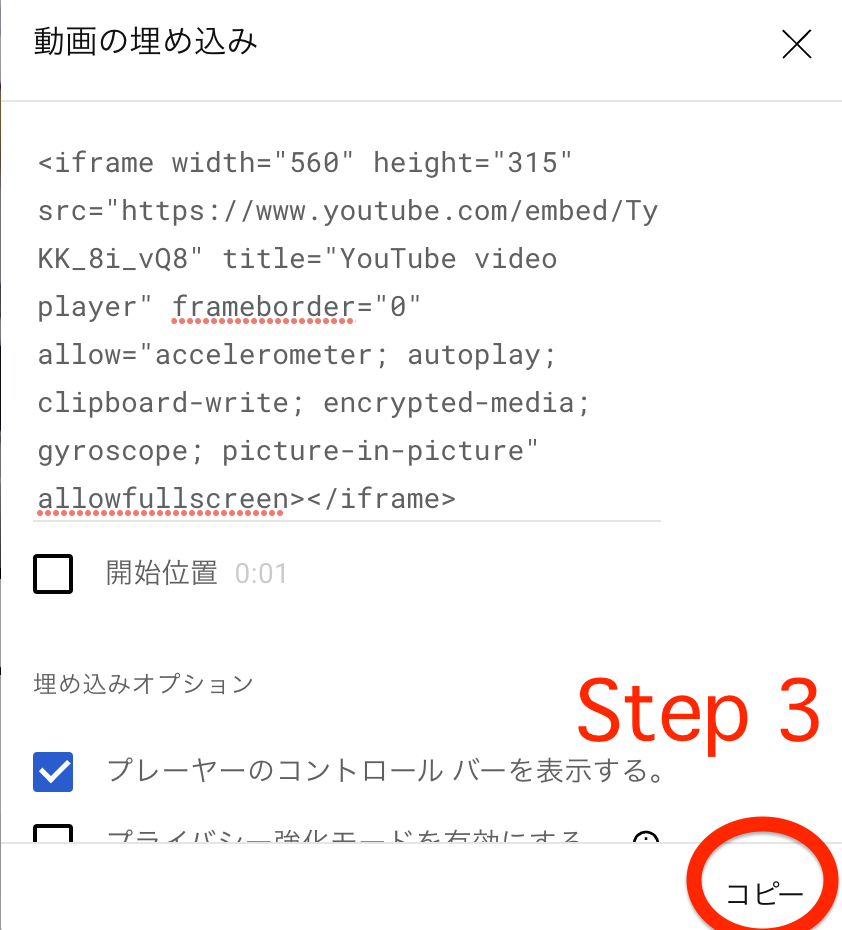 動画の埋め込み
<iframe width="560" height="315"
src="https://www.youtube.com/embed/Ty
KK_8i_vQ8" title="YouTube video
player" frameborder="0"
allow="accelerometer; autoplay;
clipboard-write; encrypted-media;
gyroscope; picture-in-picture"
allowfullscreen></iframe>
開始位置 0:01
埋め込みオプション
Step 3
プレーヤーのコントロール バーを表示する。
プライバシー強化モードを有効にする
コピー